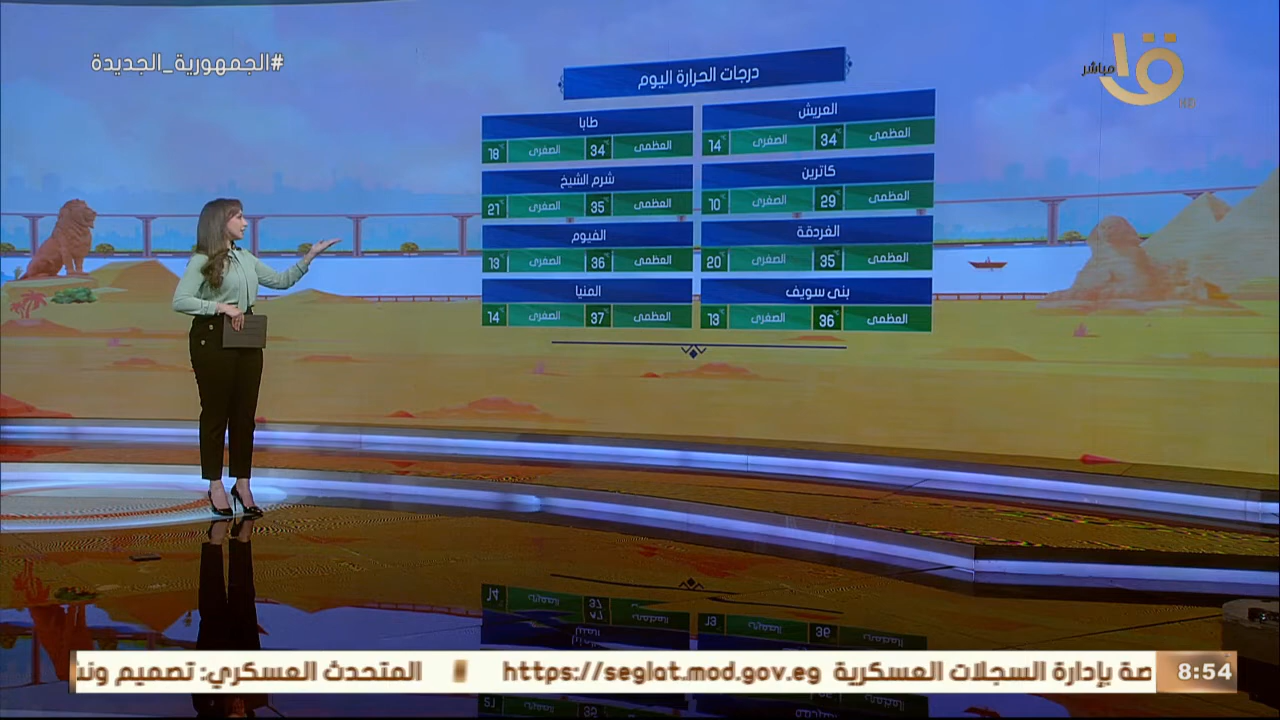 #الجمهورية_الجديدة
مباشر
HD
درجات الحرارة اليوم
العريش
العظمى 34 الصغرى 14
طابا
العظمى 34 الصغرى 18
كاترين
العظمى 29 الصغرى 10
شرم الشيخ
العظمى 35 الصغرى 21
الغردقة
العظمى 35 الصغرى 20
الفيوم
العظمى 36 الصغرى 13
بنى سويف
العظمى 36 الصغرى 13
المنيا
العظمى 37 الصغرى 14
8:54
صة بإدارة السجلات العسكرية https://seglat.mod.gov.eg المتحدث العسكري: تصميم